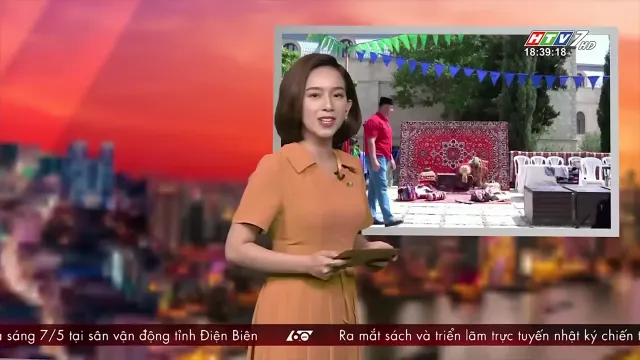 HTV7 HD
18:39:18
sáng 7/5 tại sân vận động tỉnh Điện Biên 60 Ra mắt sách và triển lãm trực tuyến nhật ký chiến